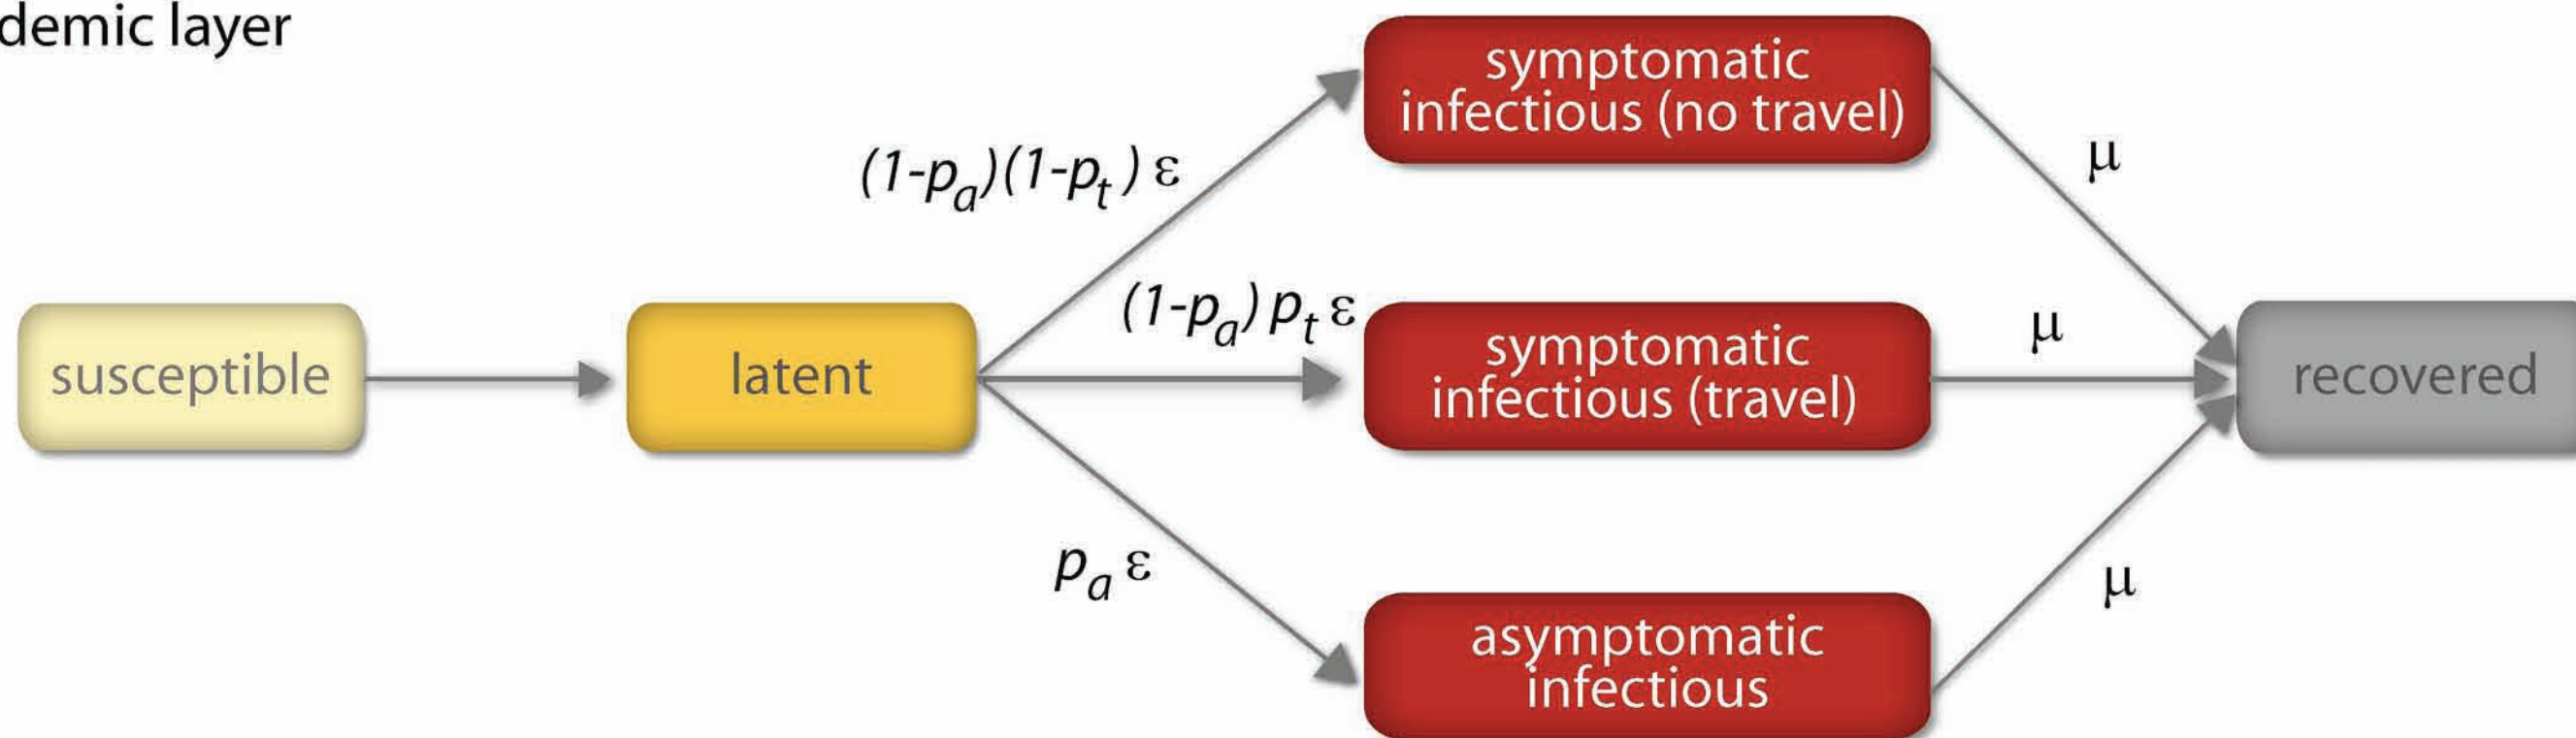 demic layer
symptomatic
infectious (no travel)
(1-pa)(1-pt) ε
μ
(1-pa) pt ε
μ
susceptible
latent
symptomatic
infectious (travel)
recovered
pa ε
μ
asymptomatic
infectious